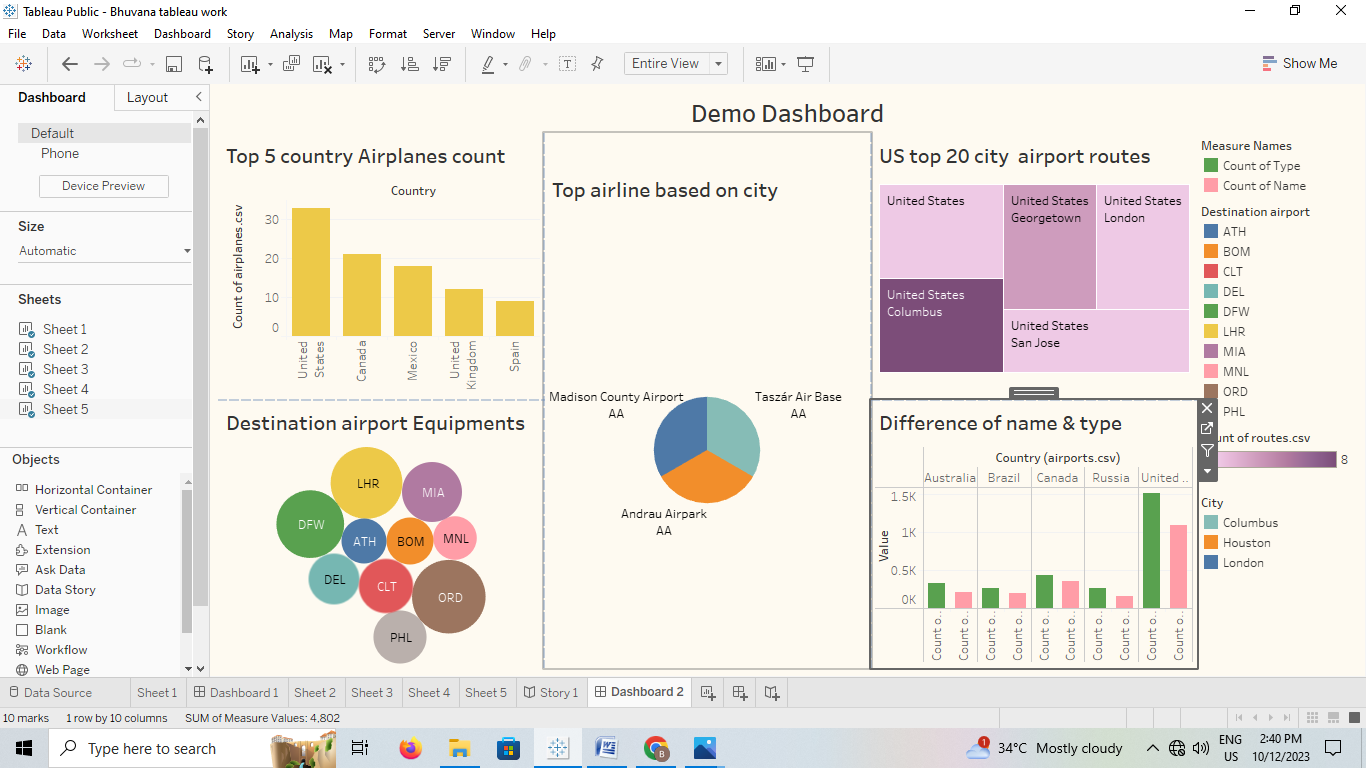 Tableau Public - Bhuvana tableau work
File Data Worksheet Dashboard Story Analysis Map Format Server Window Help
Entire View
Show Me
Dashboard Layout
Default
Phone
Device Preview
Size
Automatic
Sheets
Sheet 1
Sheet 2
Sheet 3
Sheet 4
Sheet 5
Objects
Horizontal Container
Vertical Container
Text
Extension
Ask Data
Data Story
Image
Blank
Workflow
Web Page
Demo Dashboard
Top 5 country Airplanes count
Country
Count of airplanes.csv
30
20
10
0
United States
Canada
Mexico
United Kingdom
Spain
Destination airport Equipments
LHR
MIA
DFW
ATH
BOM
MNL
DEL
CLT
ORD
PHL
Top airline based on city
Madison County Airport
AA
Taszár Air Base
AA
Andrau Airpark
AA
US top 20 city airport routes
United States
United States
Georgetown
United States
London
United States
Columbus
United States
San Jose
Difference of name & type
Country (airports.csv)
Australia Brazil Canada Russia United ..
Value
1.5K
1K
0.5K
0K
Count o.. Count o.. Count o.. Count o.. Count o.. Count o.. Count o.. Count o.. Count o.. Count o..
Measure Names
Count of Type
Count of Name
Destination airport
ATH
BOM
CLT
DEL
DFW
LHR
MIA
MNL
ORD
PHL
nt of routes.csv
8
City
Columbus
Houston
London
Data Source Sheet 1 Dashboard 1 Sheet 2 Sheet 3 Sheet 4 Sheet 5 Story 1 Dashboard 2
10 marks 1 row by 10 columns SUM of Measure Values: 4,802
Type here to search
B
1
34°C Mostly cloudy
ENG
US
2:40 PM
10/12/2023